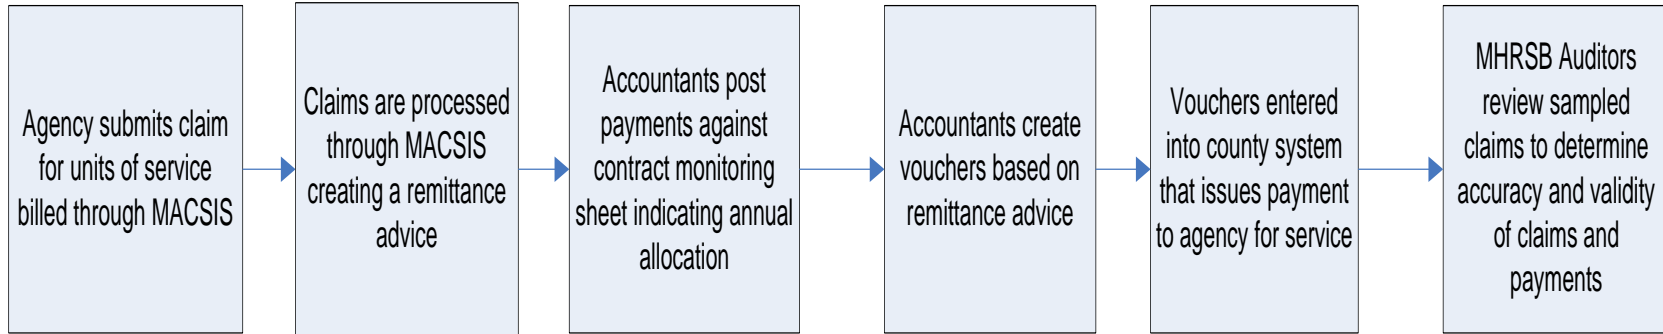 Agency submits claim
for units of service
billed through MACSIS
Claims are processed
through MACSIS
creating a remittance
advice
Accountants post
payments against
contract monitoring
sheet indicating annual
allocation
Accountants create
vouchers based on
remittance advice
Vouchers entered
into county system
that issues payment
to agency for service
MHRSB Auditors
review sampled
claims to determine
accuracy and validity
of claims and
payments